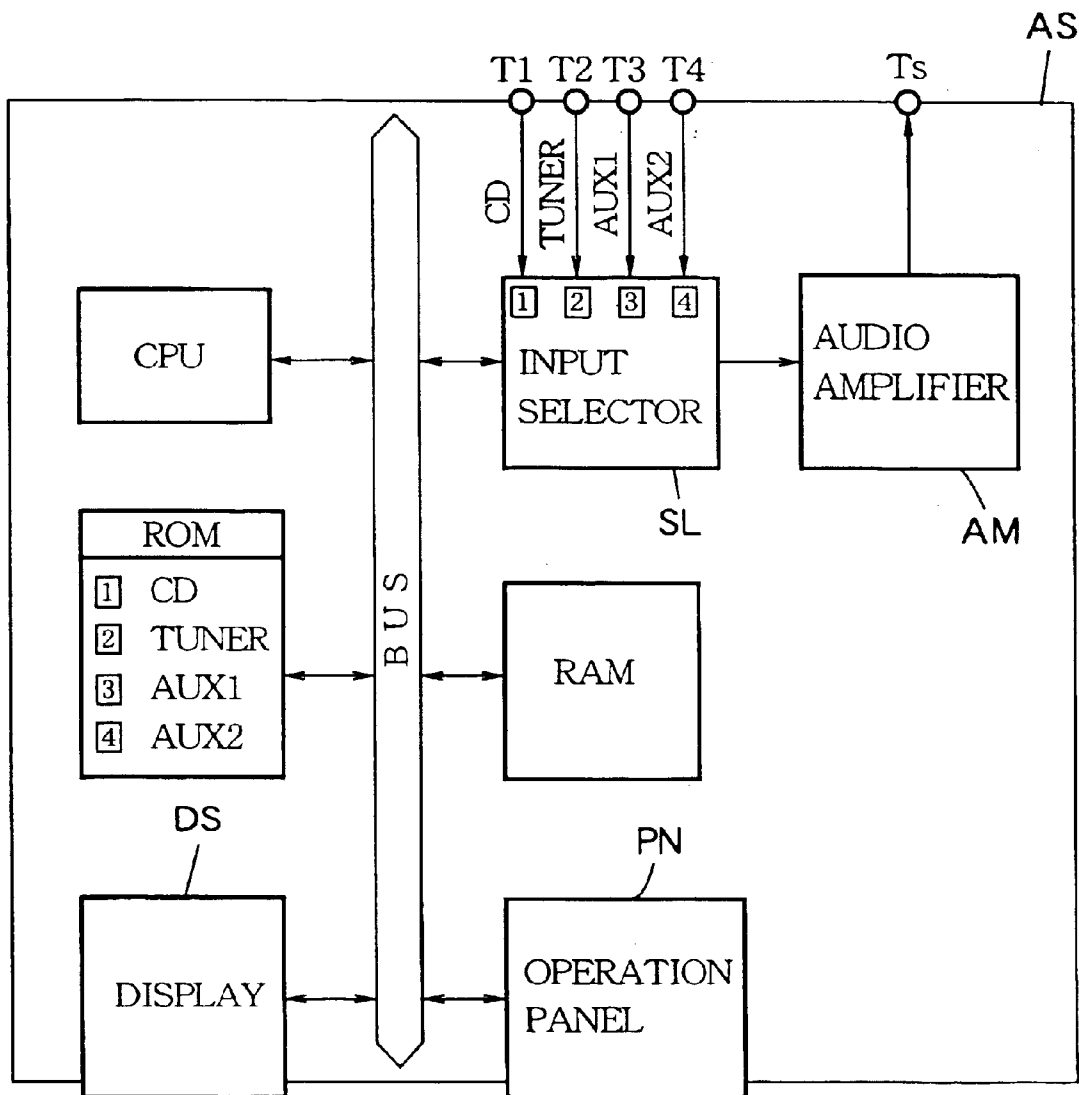 AS
T1 T2 T3 T4 Ts
CD
TUNER
AUX1
AUX2
CPU
1 2 3 4
INPUT
SELECTOR
AUDIO
AMPLIFIER
SL
AM
ROM
1 CD
2 TUNER
3 AUX1
4 AUX2
BUS
RAM
DS
PN
DISPLAY
OPERATION
PANEL